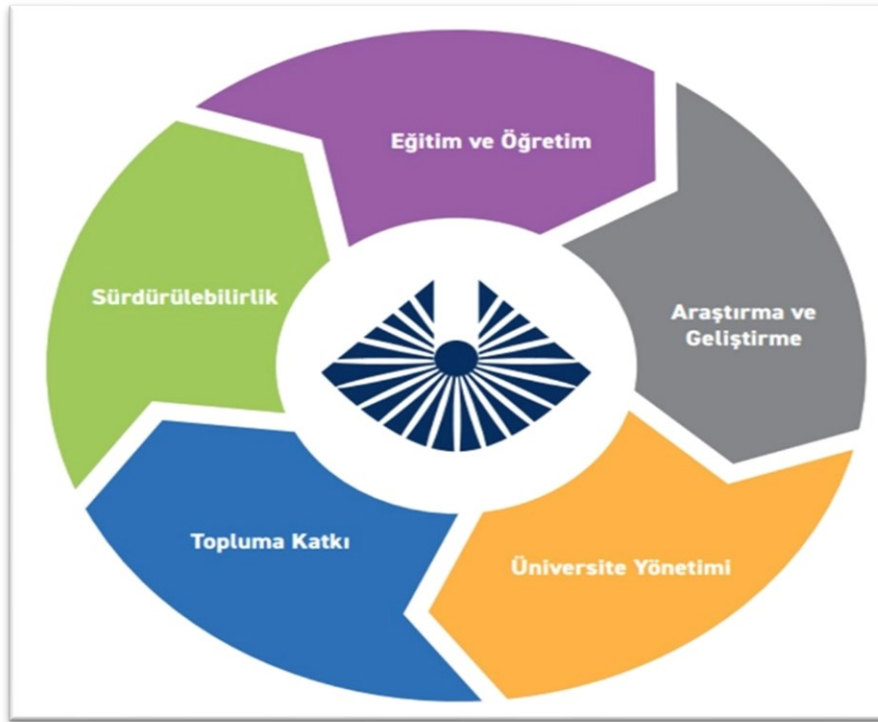 Eğitim ve Öğretim
Araştırma ve
Geliştirme
Üniversite Yönetimi
Topluma Katkı
Sürdürülebilirlik